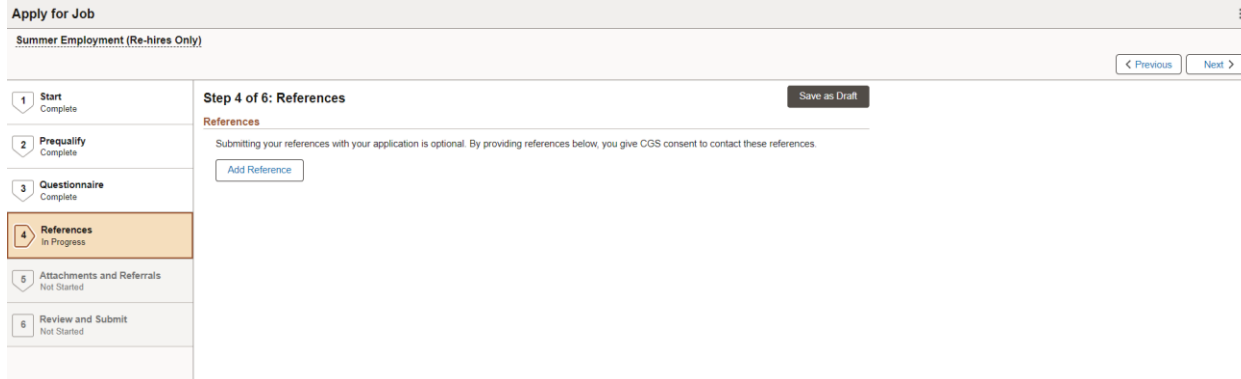 Apply for Job
Summer Employment (Re-hires Only)
Previous
Next
1
Start
Complete
2
Prequalify
Complete
3
Questionnaire
Complete
4
References
In Progress
5
Attachments and Referrals
Not Started
6
Review and Submit
Not Started
Step 4 of 6: References
Save as Draft
References
Submitting your references with your application is optional. By providing references below, you give CGS consent to contact these references.
Add Reference